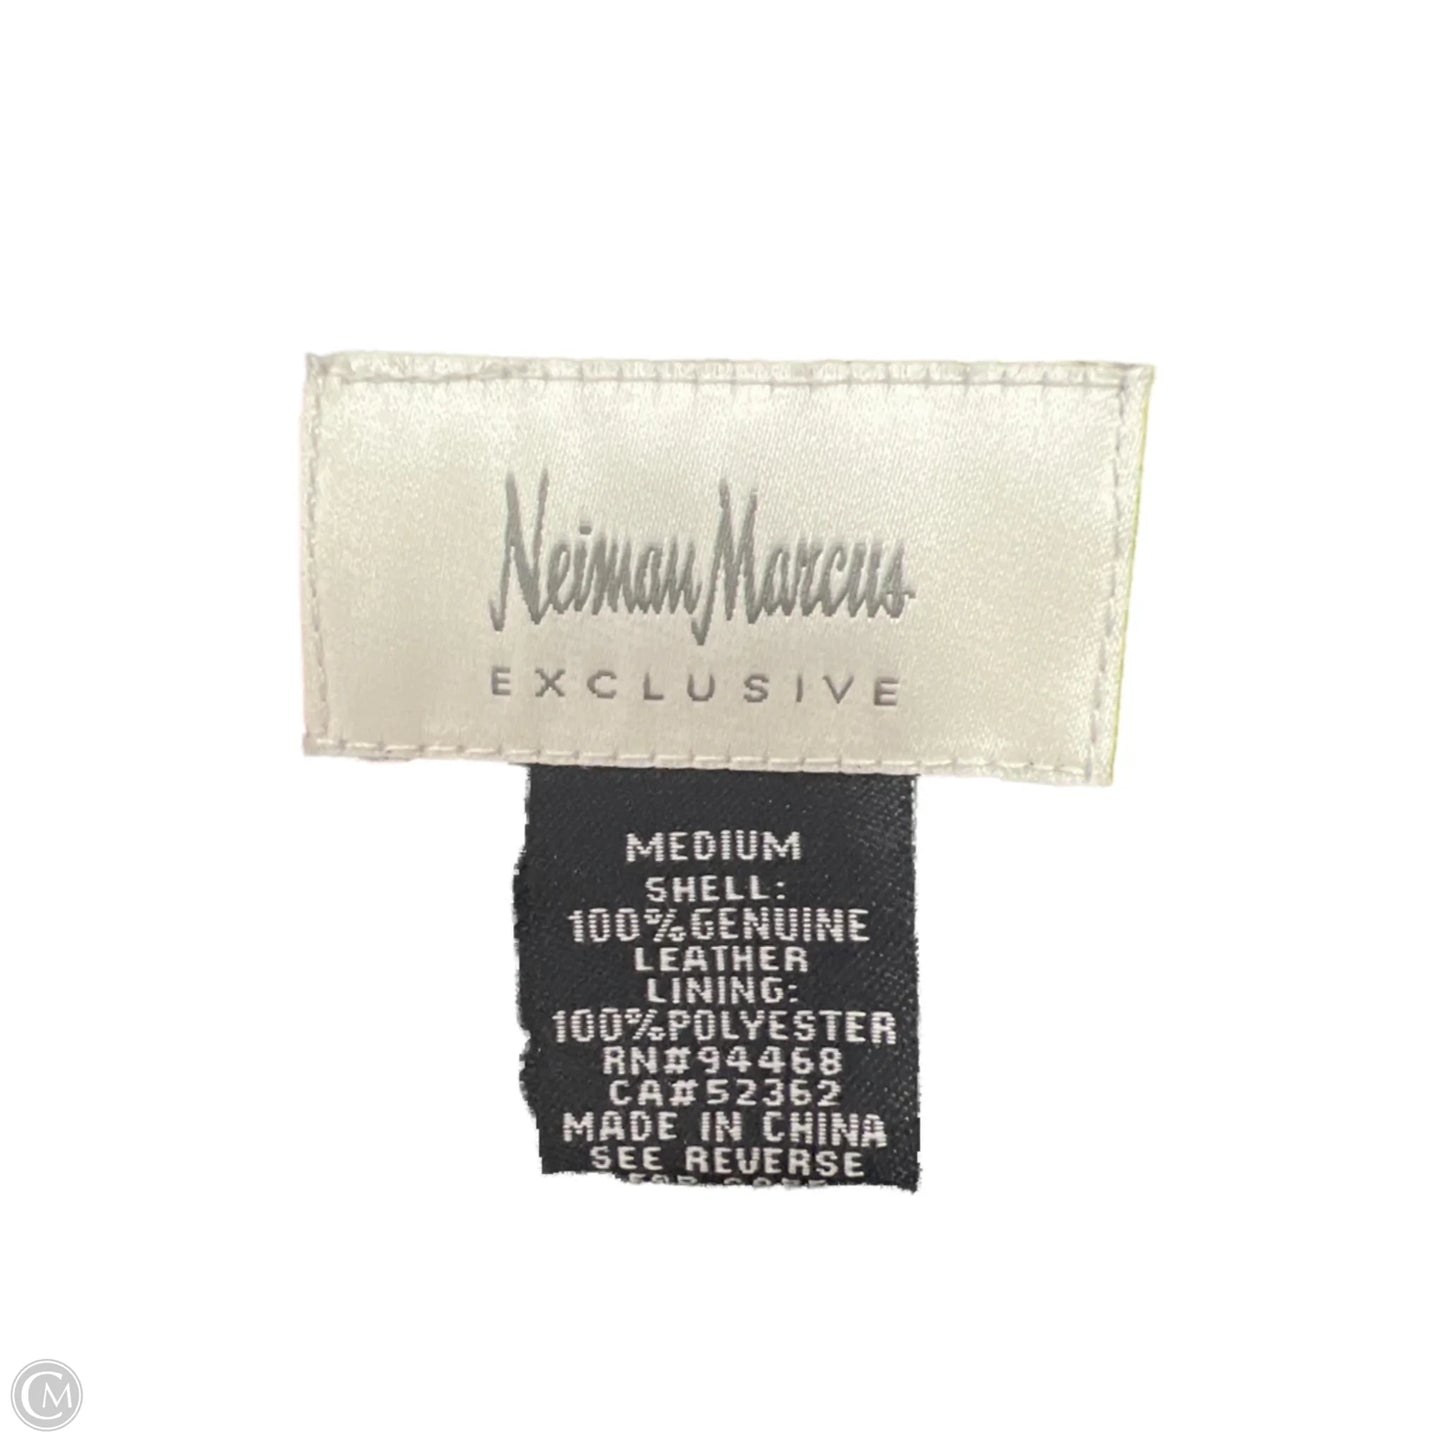 Neiman Marcus
EXCLUSIVE
MEDIUM
SHELL:
100%GENUINE
LEATHER
LINING:
100%POLYESTER
RN#94468
CA#52362
MADE IN CHINA
SEE REVERSE
CM